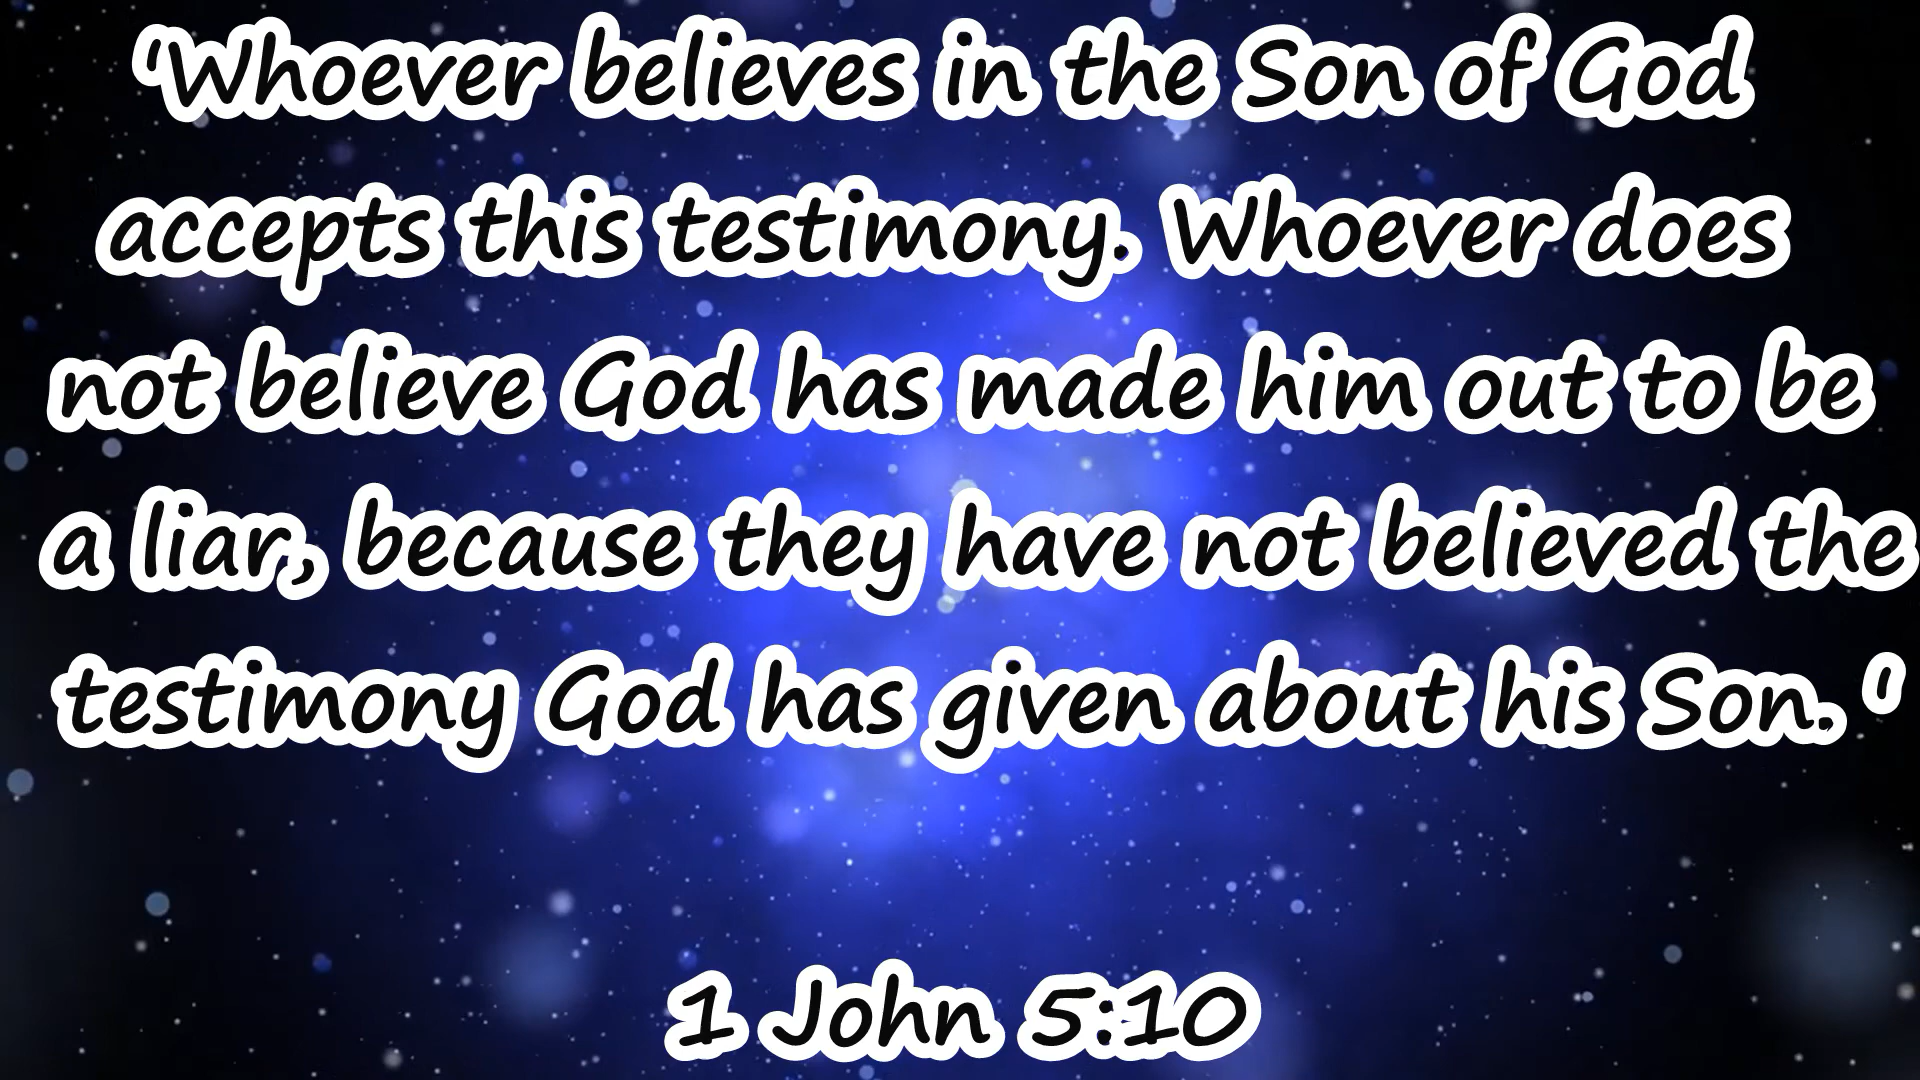 'Whoever believes in the Son of God
accepts this testimony. Whoever does
not believe God has made him out to be
a liar, because they have not believed the
testimony God has given about his Son. '
1 John 5:10